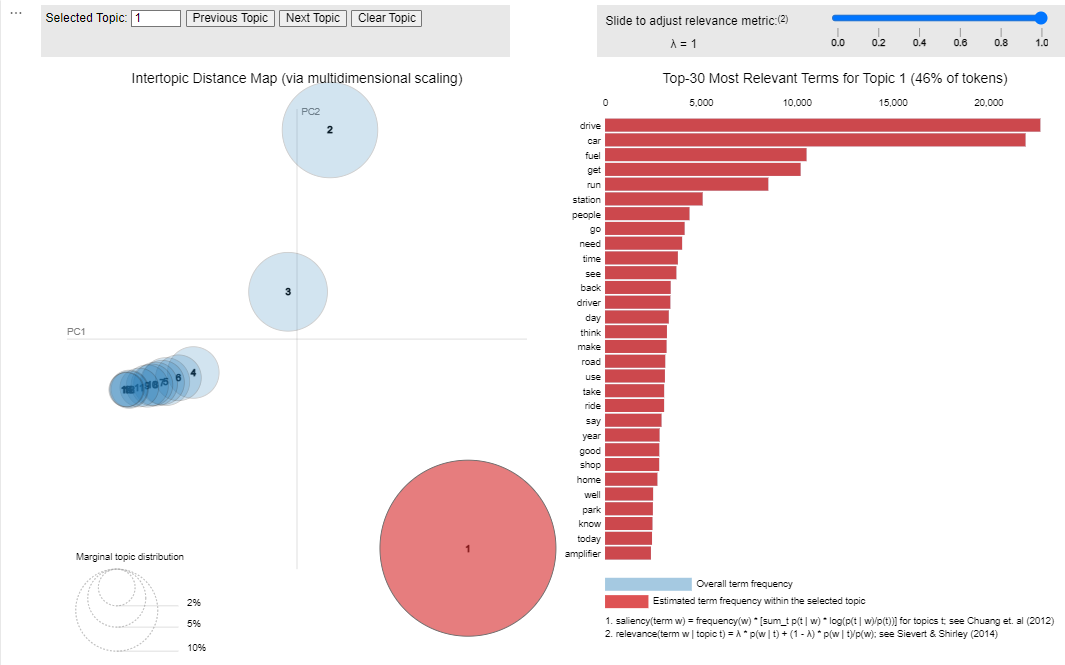 Selected Topic: 1 Previous Topic Next Topic Clear Topic
Slide to adjust relevance metric:(2)
λ = 1
0.0 0.2 0.4 0.6 0.8 1.0
Intertopic Distance Map (via multidimensional scaling)
PC2
2
3
PC1
4
6
5
1
Marginal topic distribution
2%
5%
10%
Top-30 Most Relevant Terms for Topic 1 (46% of tokens)
0 5,000 10,000 15,000 20,000
drive
car
fuel
get
run
station
people
go
need
time
see
back
driver
day
think
make
road
use
take
ride
say
year
good
shop
home
well
park
know
today
amplifier
Overall term frequency
Estimated term frequency within the selected topic
1. saliency(term w) = frequency(w) * [sum_t p(t | w) * log(p(t | w)/p(t))] for topics t; see Chuang et. al (2012)
2. relevance(term w | topic t) = λ * p(w | t) + (1 - λ) * p(w | t)/p(w); see Sievert & Shirley (2014)